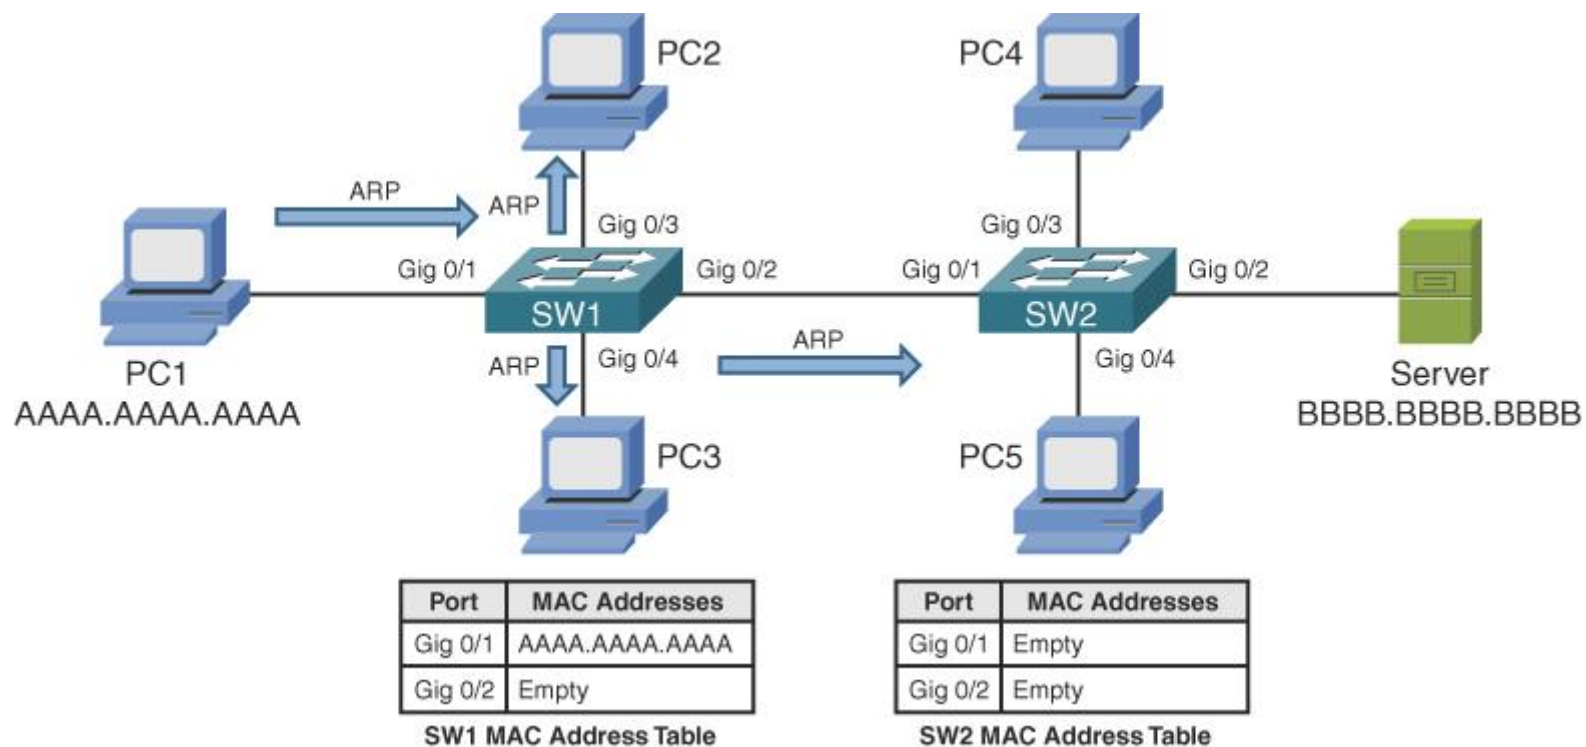 PC2
PC4
ARP
ARP
Gig 0/3
Gig 0/3
Gig 0/1
Gig 0/2
Gig 0/1
Gig 0/2
SW1
SW2
ARP
Gig 0/4
ARP
Gig 0/4
PC1
AAAA.AAAA.AAAA
Server
BBBB.BBBB.BBBB
PC3
PC5
Port MAC Addresses
Gig 0/1 AAAA.AAAA.AAAA
Gig 0/2 Empty
SW1 MAC Address Table
Port MAC Addresses
Gig 0/1 Empty
Gig 0/2 Empty
SW2 MAC Address Table